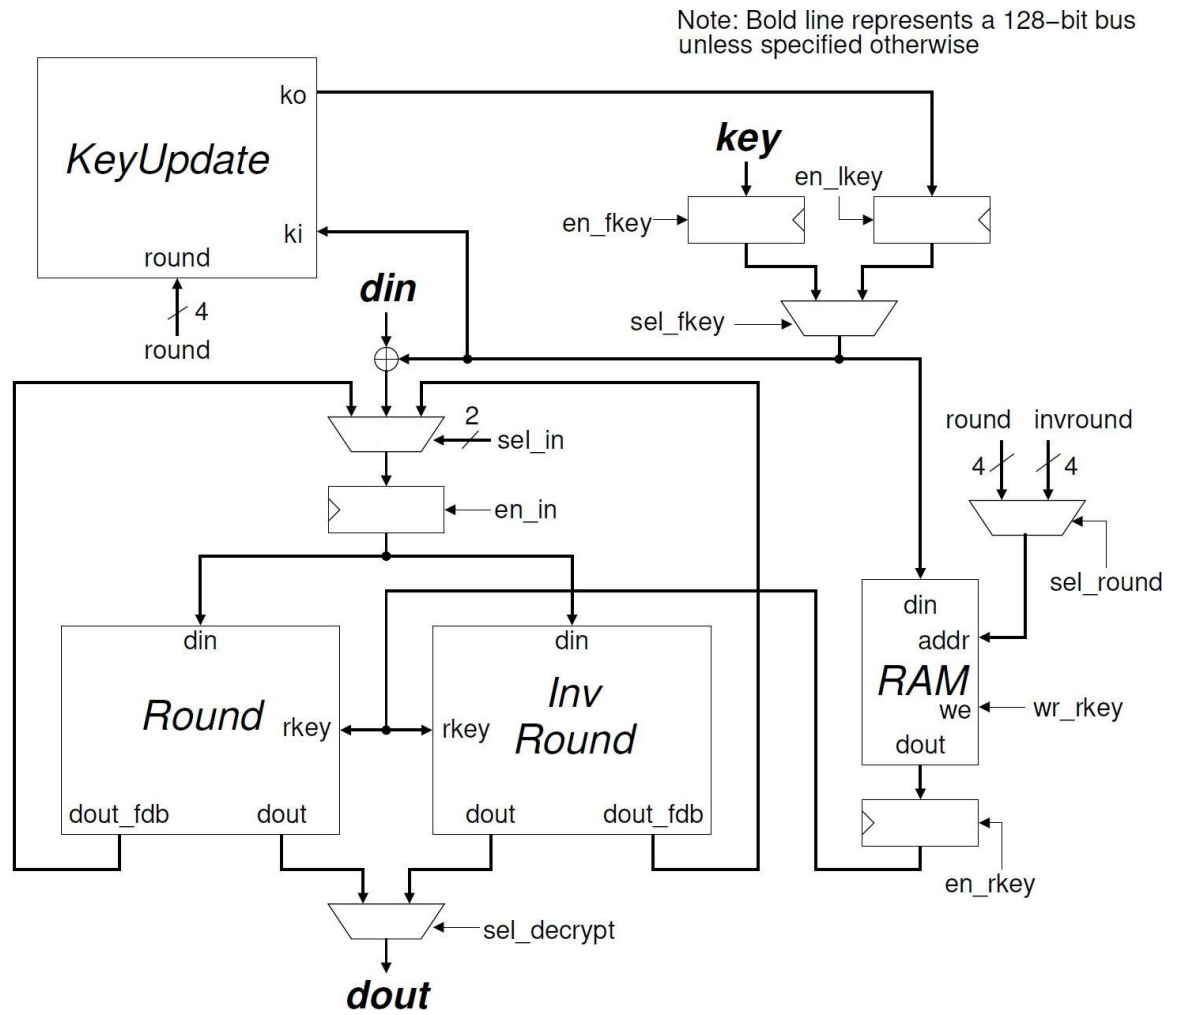 Note: Bold line represents a 128−bit bus
unless specified otherwise
ko
KeyUpdate
key
en_lkey
en_fkey
ki
round
din
4
sel_fkey
round
2
sel_in
round invround
4 4
en_in
sel_round
din
din
din
addr
Round
Inv
Round
RAM
rkey
rkey
we
wr_rkey
dout
dout_fdb
dout
dout
dout_fdb
en_rkey
sel_decrypt
dout